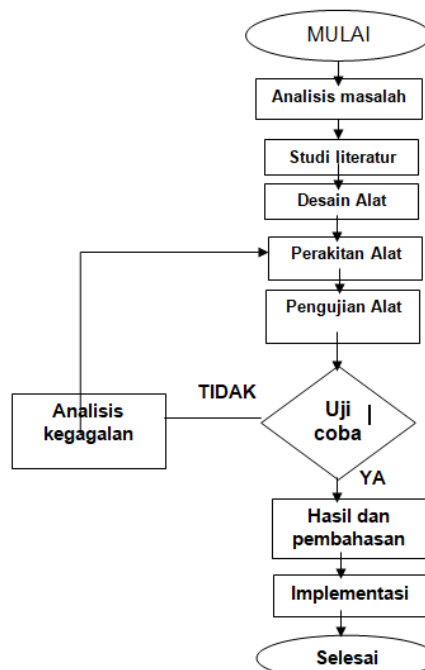 MULAI
Analisis masalah
Studi literatur
Desain Alat
Perakitan Alat
Pengujian Alat
TIDAK
Analisis
kegagalan
Uji
coba
YA
Hasil dan
pembahasan
Implementasi
Selesai